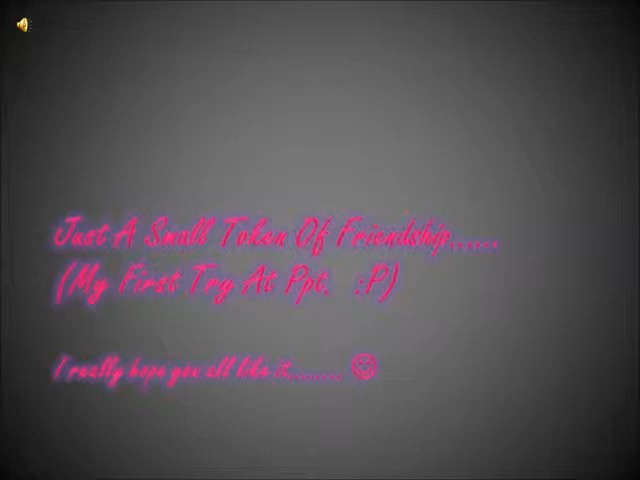 Just A Small Token Of Friendship......
(My First Try At Ppt.  :P)
I really hope you all like it......... ☺